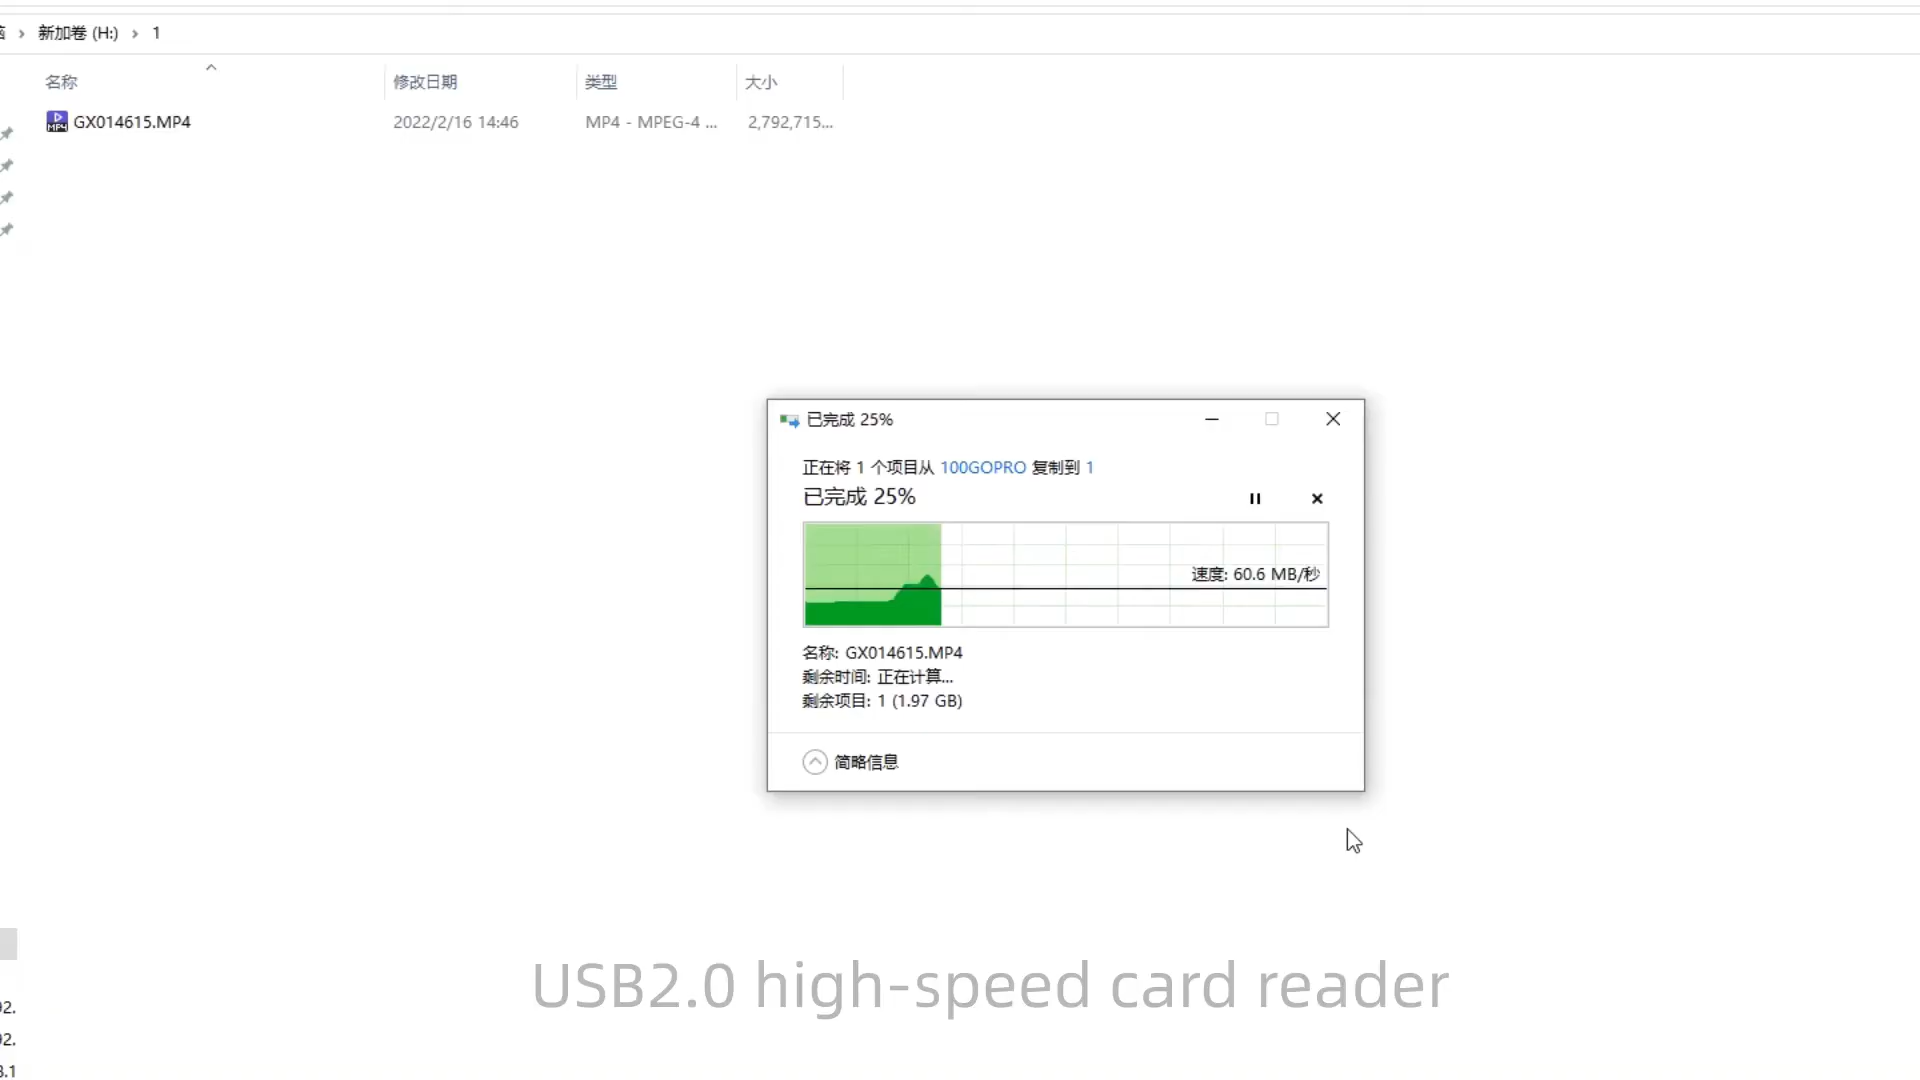 新加卷 (H:) › 1
名称 修改日期 类型 大小
GX014615.MP4 2022/2/16 14:46 MP4 - MPEG-4 ... 2,792,715...
已完成 25%
正在将 1 个项目从 100GOPRO 复制到 1
已完成 25%
速度: 60.6 MB/秒
名称: GX014615.MP4
剩余时间: 正在计算...
剩余项目: 1 (1.97 GB)
简略信息
USB2.0 high-speed card reader